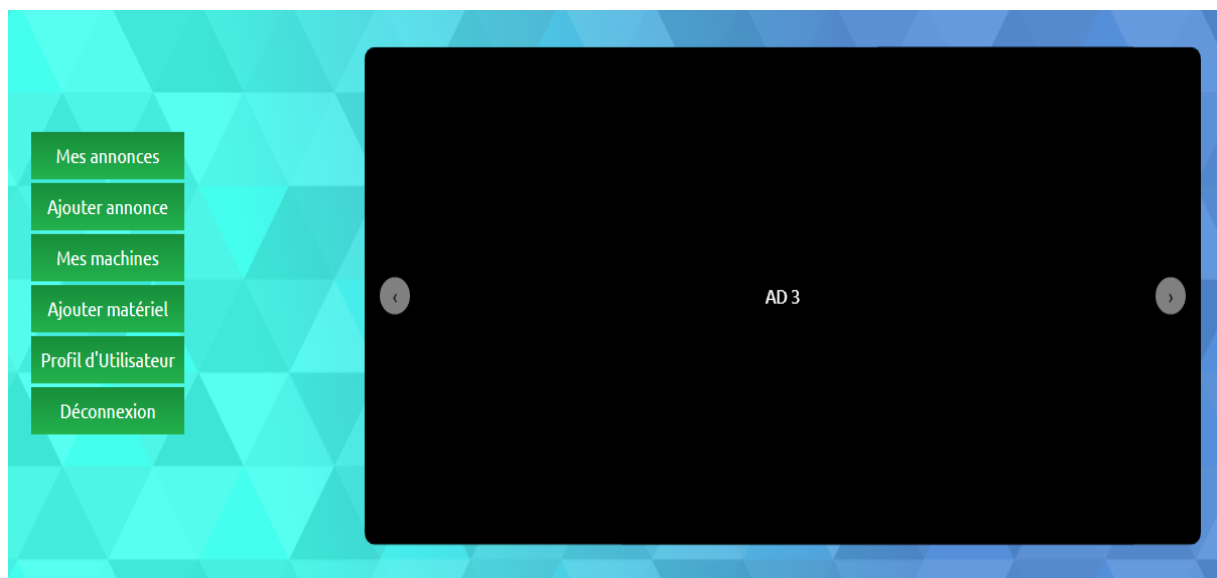 Mes annonces
Ajouter annonce
Mes machines
Ajouter matériel
Profil d'Utilisateur
Déconnexion
‹
AD 3
›